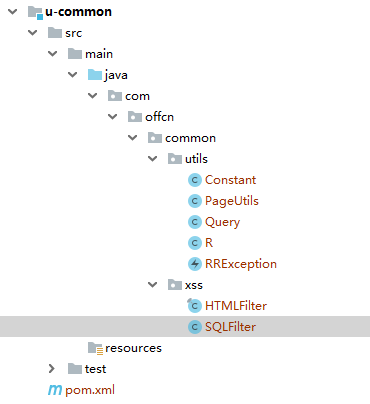 u-common
src
main
java
com
offcn
common
utils
Constant
PageUtils
Query
R
RRException
xss
HTMLFilter
SQLFilter
resources
test
pom.xml